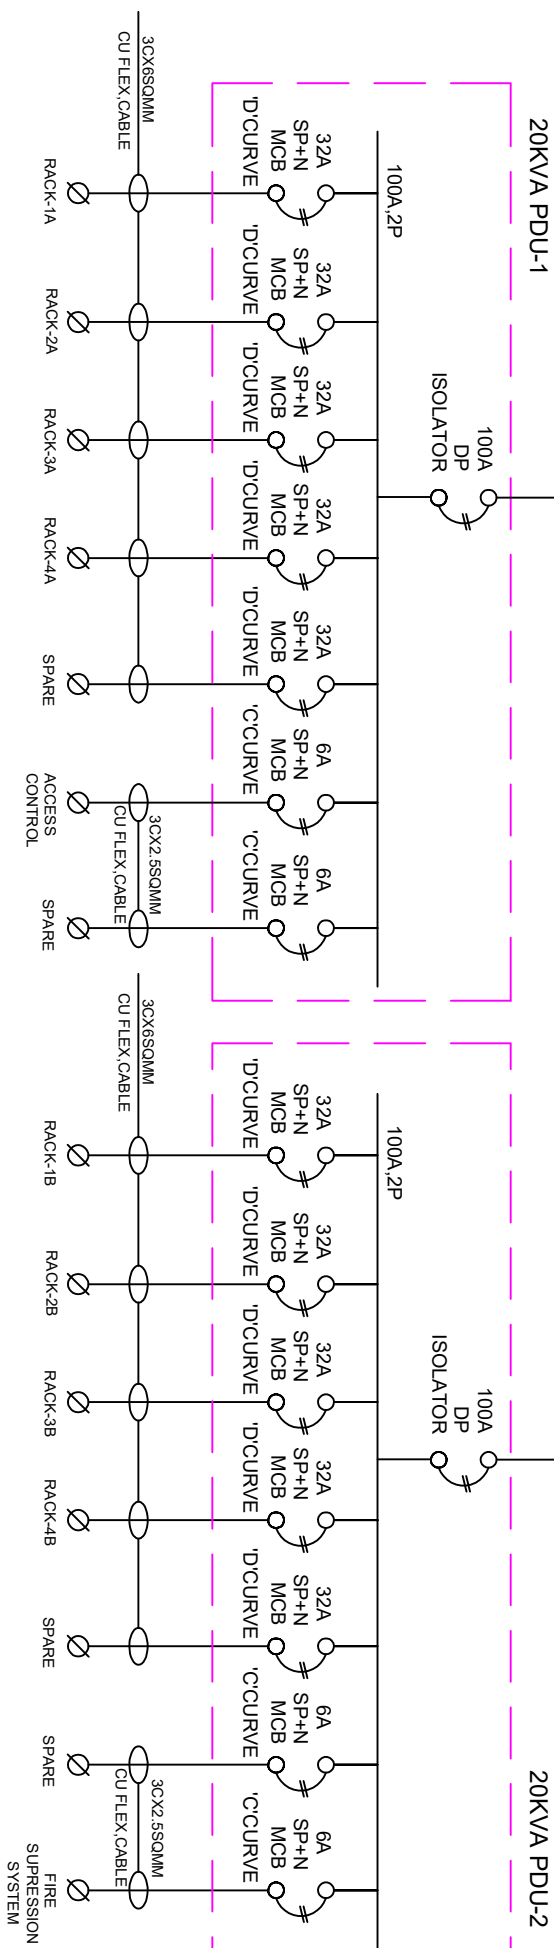 20KVA PDU-1
100A
DP
ISOLATOR
100A,2P
32A
SP+N
MCB
'D'CURVE
32A
SP+N
MCB
'D'CURVE
32A
SP+N
MCB
'D'CURVE
32A
SP+N
MCB
'D'CURVE
32A
SP+N
MCB
'D'CURVE
6A
SP+N
MCB
'C'CURVE
6A
SP+N
MCB
'C'CURVE
3CX6SQMM
CU FLEX,CABLE
3CX2.5SQMM
CU FLEX,CABLE
RACK-1A
RACK-2A
RACK-3A
RACK-4A
SPARE
ACCESS
CONTROL
SPARE
20KVA PDU-2
100A
DP
ISOLATOR
100A,2P
32A
SP+N
MCB
'D'CURVE
32A
SP+N
MCB
'D'CURVE
32A
SP+N
MCB
'D'CURVE
32A
SP+N
MCB
'D'CURVE
32A
SP+N
MCB
'D'CURVE
6A
SP+N
MCB
'C'CURVE
6A
SP+N
MCB
'C'CURVE
3CX6SQMM
CU FLEX,CABLE
3CX2.5SQMM
CU FLEX,CABLE
RACK-1B
RACK-2B
RACK-3B
RACK-4B
SPARE
SPARE
FIRE
SUPRESSION
SYSTEM